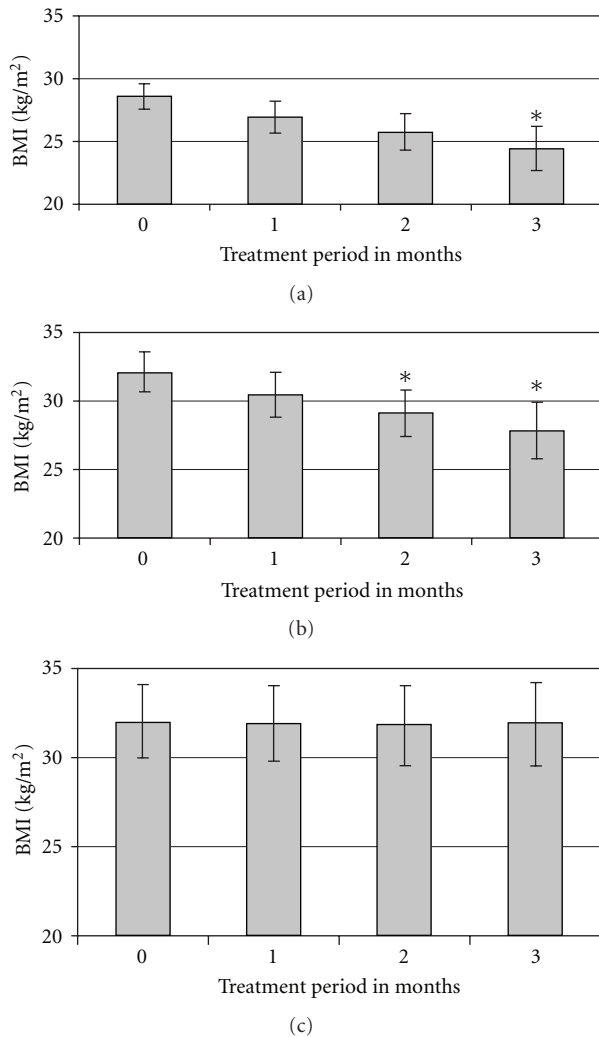 35
30
25
20
BMI (kg/m²)
*
0 1 2 3
Treatment period in months
(a)
35
30
25
20
BMI (kg/m²)
* *
0 1 2 3
Treatment period in months
(b)
35
30
25
20
BMI (kg/m²)
0 1 2 3
Treatment period in months
(c)